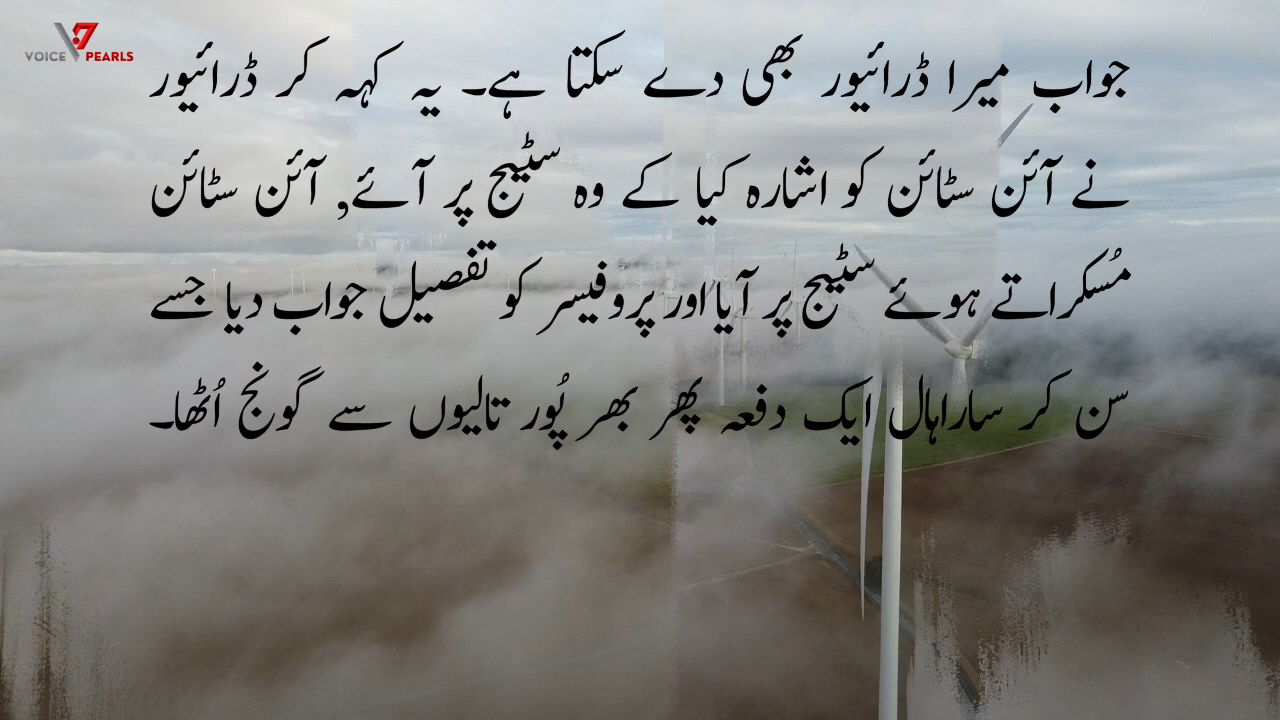 VOICE PEARLS
جواب میرا ڈرائیور بھی دے سکتا ہے۔ یہ کہہ کر ڈرائیور
نے آئن سٹائن کو اشارہ کیا کے وہ سٹیج پر آئے, آئن سٹائن
مُسکراتے ہوئے سٹیج پر آیا اور پروفیسر کو تفصیل جواب دیا جسے
سن کر سارا ہال ایک دفعہ پھر بھر پُور تالیوں سے گونج اُٹھا۔